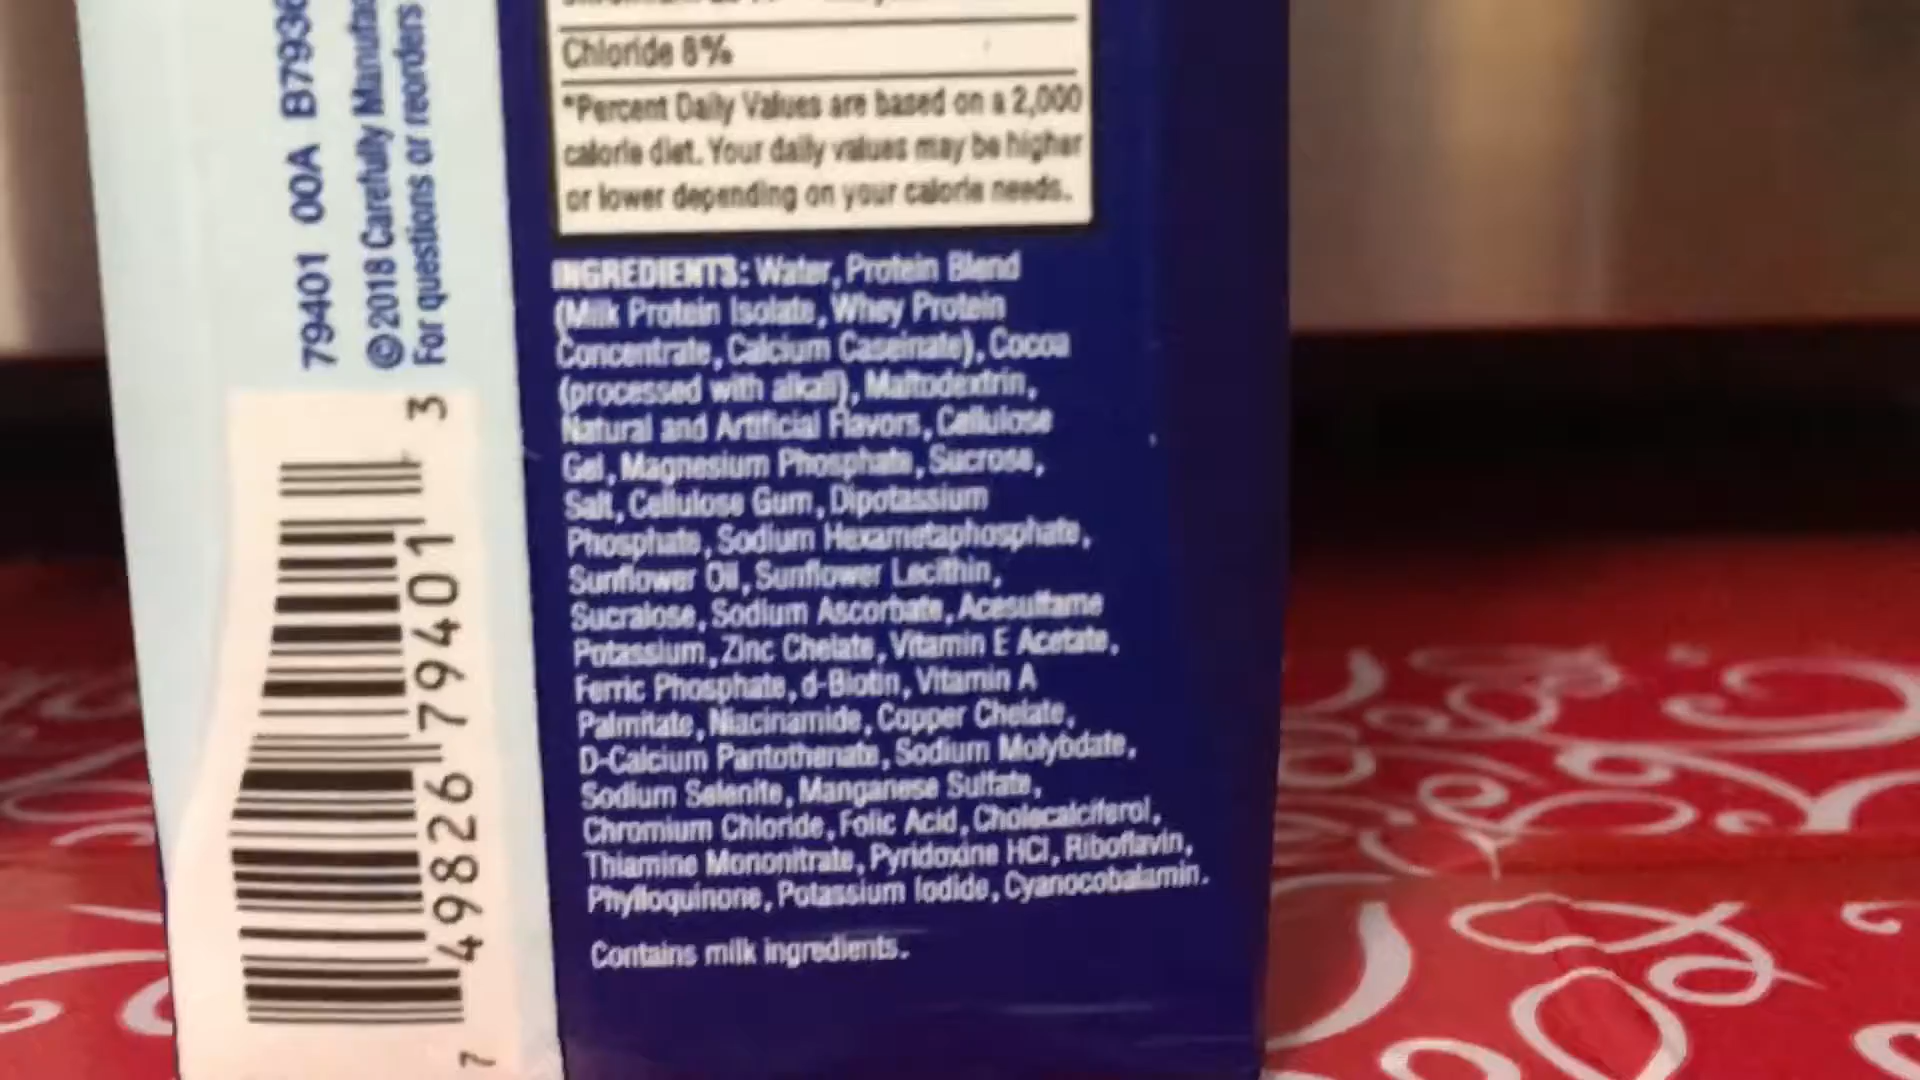 Chloride 8%
*Percent Daily Values are based on a 2,000
calorie diet. Your daily values may be higher
or lower depending on your calorie needs.
INGREDIENTS: Water, Protein Blend
(Milk Protein Isolate, Whey Protein
Concentrate, Calcium Caseinate), Cocoa
(processed with alkali), Maltodextrin,
Natural and Artificial Flavors, Cellulose
Gel, Magnesium Phosphate, Sucrose,
Salt, Cellulose Gum, Dipotassium
Phosphate, Sodium Hexametaphosphate,
Sunflower Oil, Sunflower Lecithin,
Sucralose, Sodium Ascorbate, Acesulfame
Potassium, Zinc Chelate, Vitamin E Acetate,
Ferric Phosphate, d-Biotin, Vitamin A
Palmitate, Niacinamide, Copper Chelate,
D-Calcium Pantothenate, Sodium Molybdate,
Sodium Selenite, Manganese Sulfate,
Chromium Chloride, Folic Acid, Cholecalciferol,
Thiamine Mononitrate, Pyridoxine HCl, Riboflavin,
Phylloquinone, Potassium Iodide, Cyanocobalamin.
Contains milk ingredients.
79401 00A B793
©2018 Carefully
For questions or reorders
7 49826 79401 3